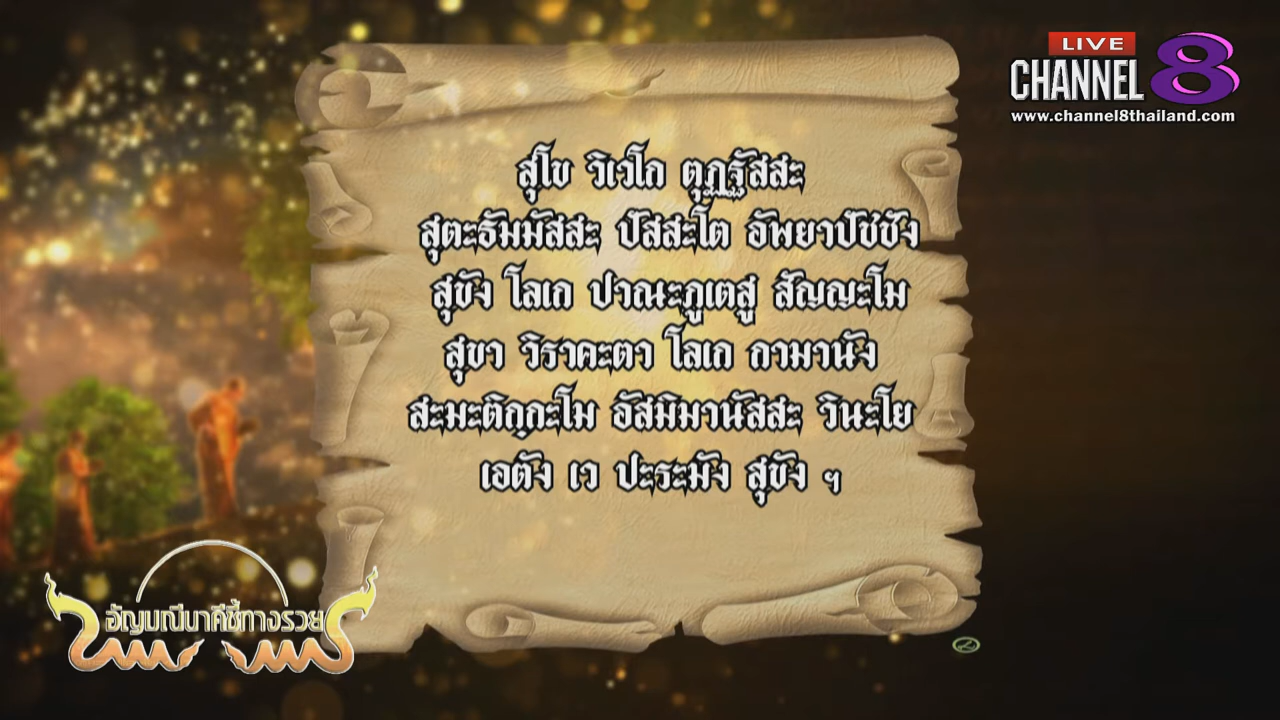 LIVE
CHANNEL 8
www.channel8thailand.com
สุโข วิเวโก ตุฏฐัสสะ
สุตะธัมมัสสะ ปัสสะโต อัพยาปัชชัง
สุขัง โลเก ปาณะภูเตสู สัญญะโม
สุขา วิราคะตา โลเก กามานัง
สะมะติกฺกะโม อัสมิมานัสสะ วินะโย
เอตัง เว ปะระมัง สุขัง ฯ
อัญมณีนาคีชี้ทางรวย